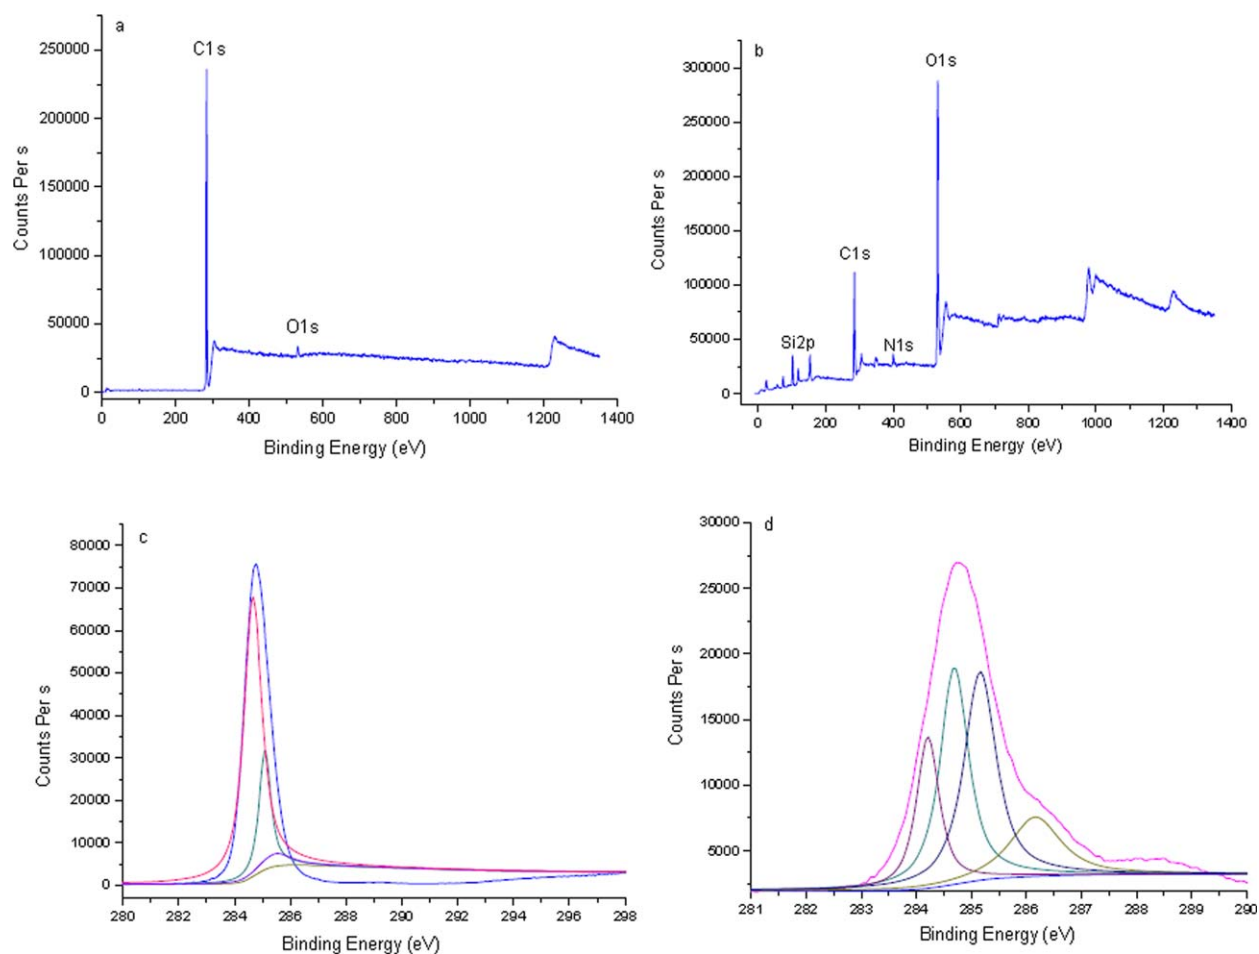 a
C1s
250000
200000
150000
100000
50000
0
Counts Per s
O1s
0 200 400 600 800 1000 1200 1400
Binding Energy (eV)
b
O1s
300000
250000
200000
150000
100000
50000
0
Counts Per s
C1s
Si2p
N1s
0 200 400 600 800 1000 1200 1400
Binding Energy (eV)
c
80000
70000
60000
50000
40000
30000
20000
10000
0
Counts Per s
280 282 284 286 288 290 292 294 296 298
Binding Energy (eV)
d
30000
25000
20000
15000
10000
5000
Counts Per s
281 282 283 284 285 286 287 288 289 290
Binding Energy (eV)